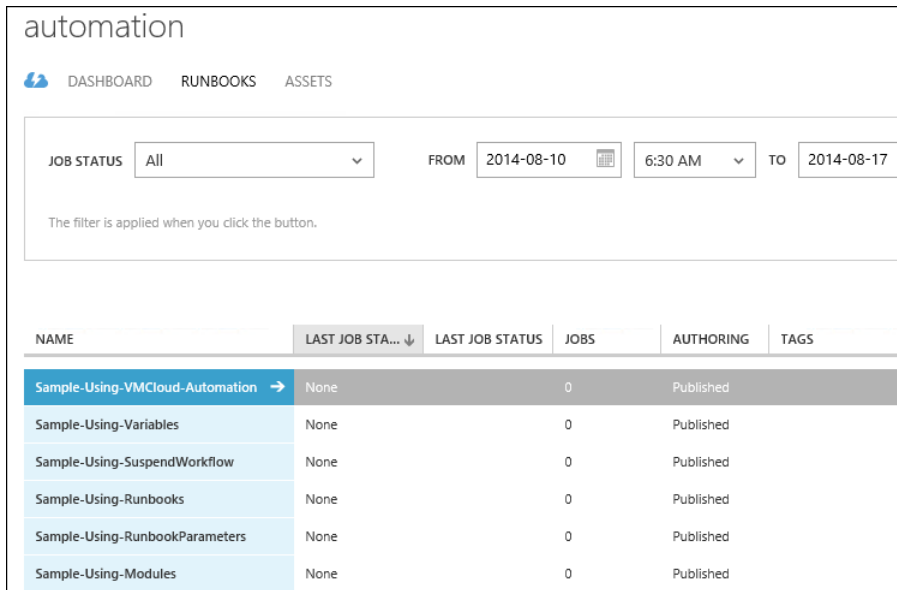 automation
DASHBOARD RUNBOOKS ASSETS
JOB STATUS All FROM 2014-08-10 6:30 AM TO 2014-08-17
The filter is applied when you click the button.
NAME LAST JOB STA... LAST JOB STATUS JOBS AUTHORING TAGS
Sample-Using-VMCloud-Automation None 0 Published
Sample-Using-Variables None 0 Published
Sample-Using-SuspendWorkflow None 0 Published
Sample-Using-Runbooks None 0 Published
Sample-Using-RunbookParameters None 0 Published
Sample-Using-Modules None 0 Published